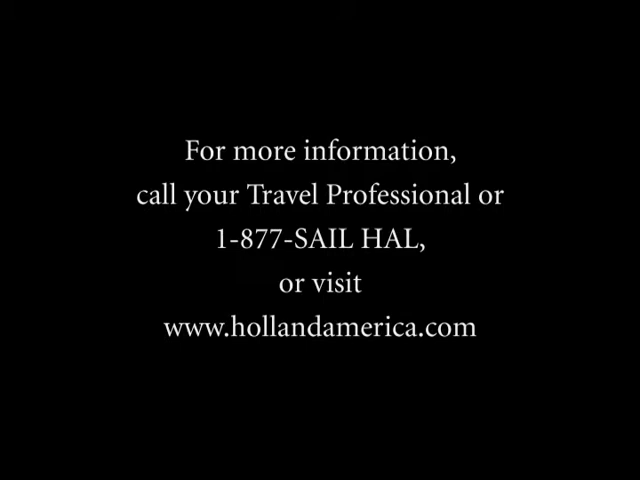 For more information,
call your Travel Professional or
1-877-SAIL HAL,
or visit
www.hollandamerica.com